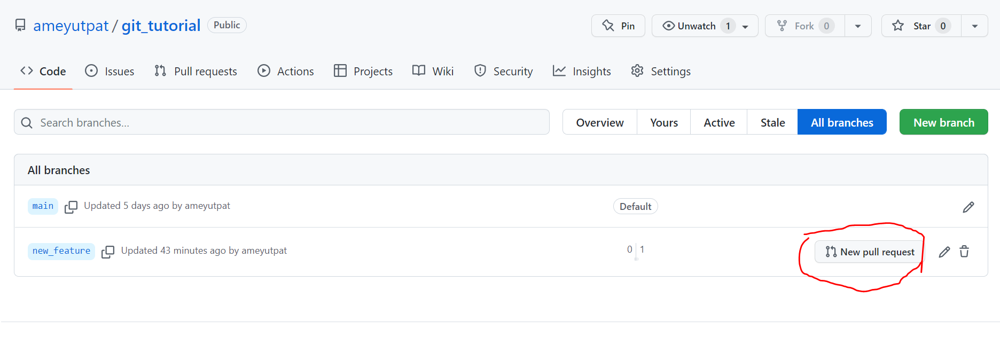 ameyutpat / git_tutorial Public Pin Unwatch 1 Fork 0 Star 0
Code Issues Pull requests Actions Projects Wiki Security Insights Settings
Search branches... Overview Yours Active Stale All branches New branch
All branches
main Updated 5 days ago by ameyutpat Default
new_feature Updated 43 minutes ago by ameyutpat 0 1 New pull request